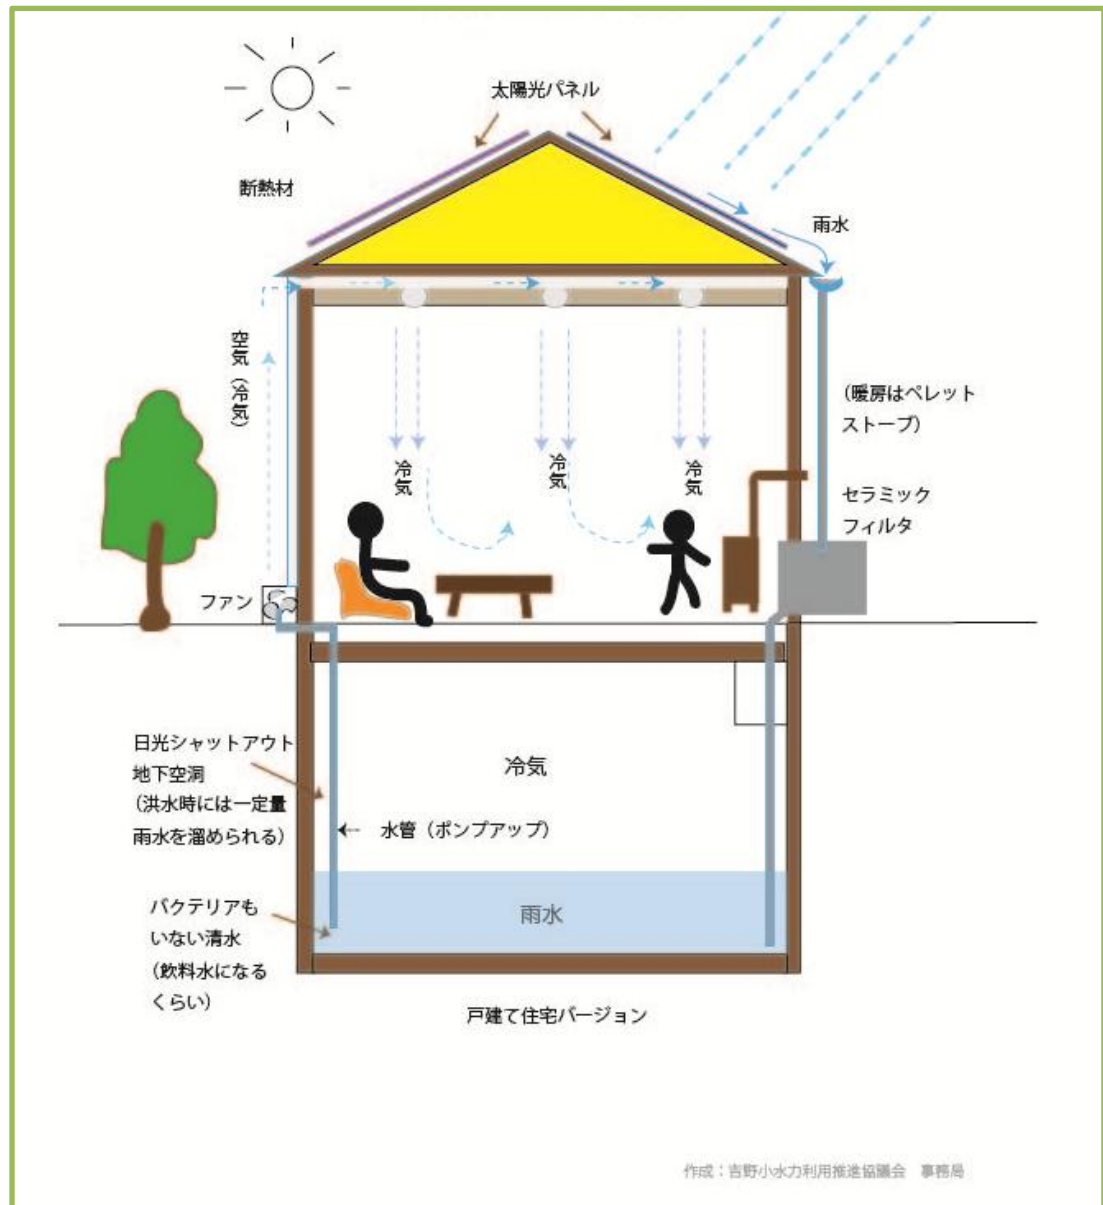 太陽光パネル
断熱材
雨水
空気（冷気）
（暖房はペレット
ストーブ）
冷気
冷気
冷気
セラミック
フィルタ
ファン
日光シャットアウト
地下空洞
（洪水時には一定量
雨水を溜められる）
冷気
水管（ポンプアップ）
バクテリアも
いない清水
（飲料水になる
くらい）
雨水
戸建て住宅バージョン
作成：吉野小水力利用推進協議会　事務局